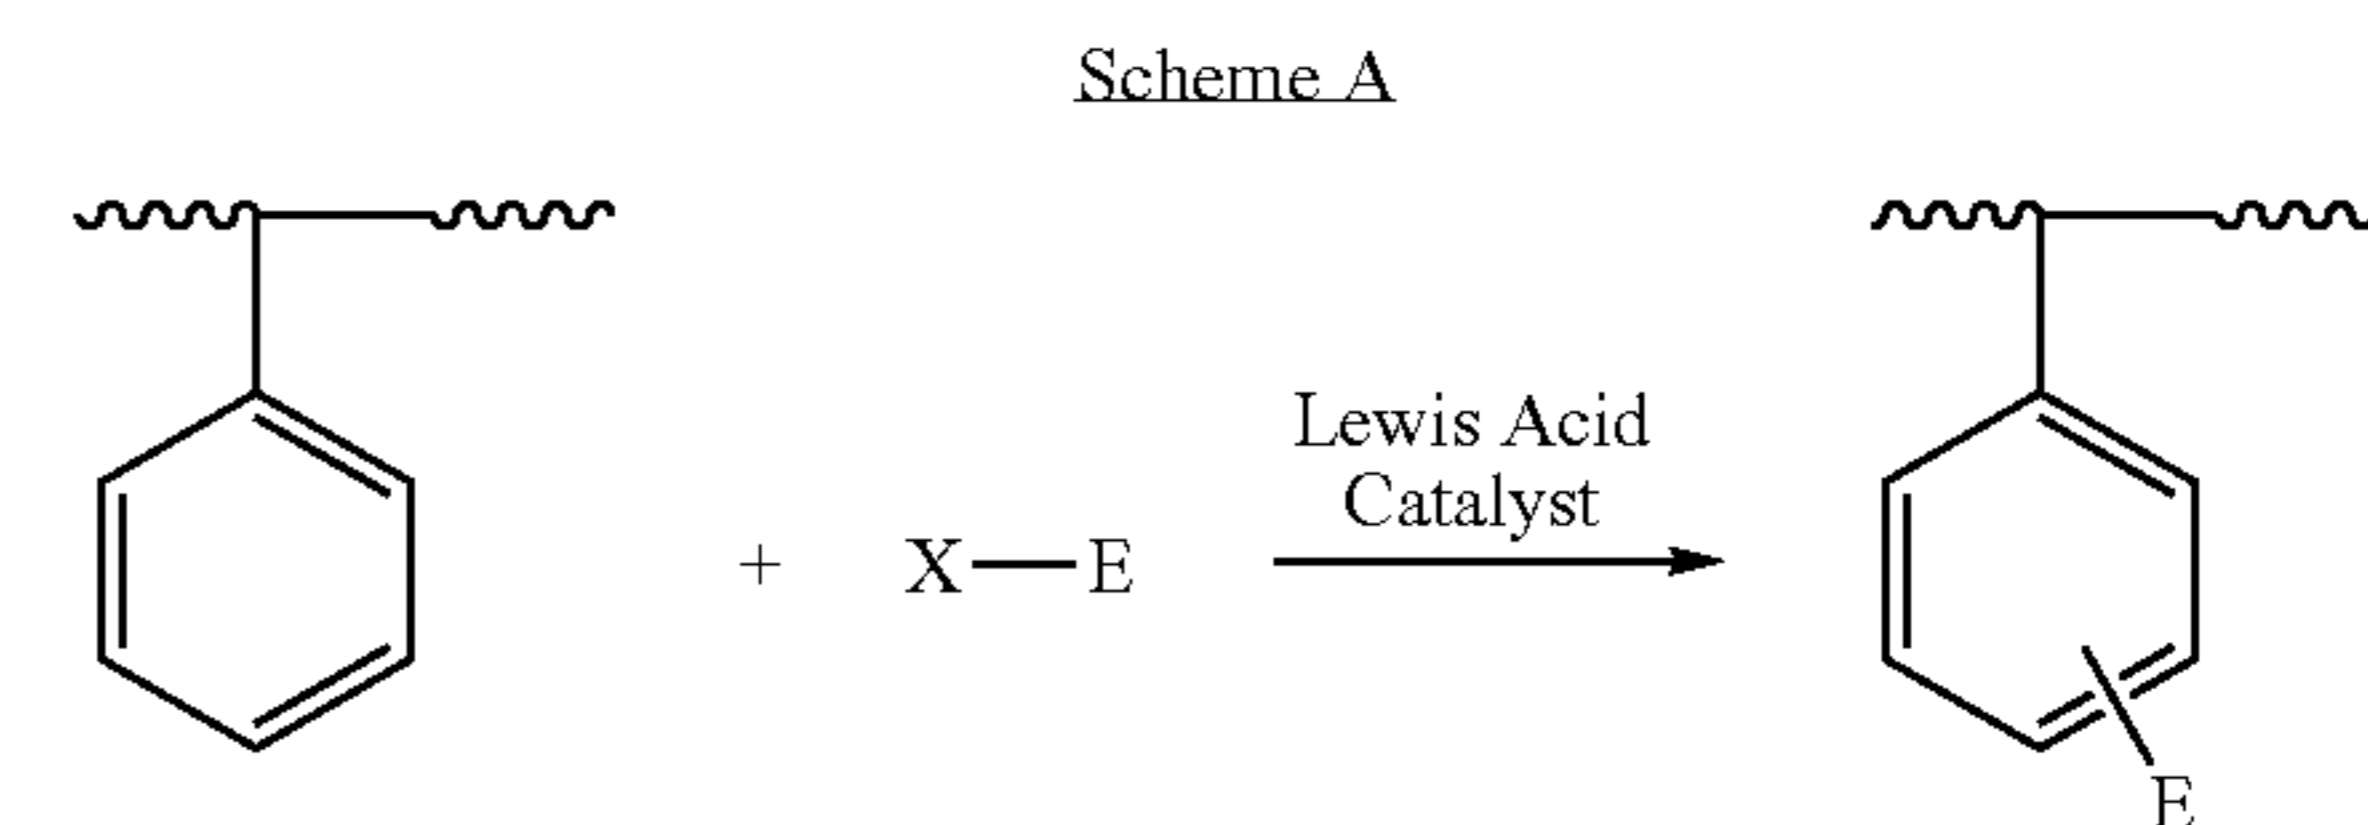 Scheme A
Lewis Acid
Catalyst
+ X—E
E